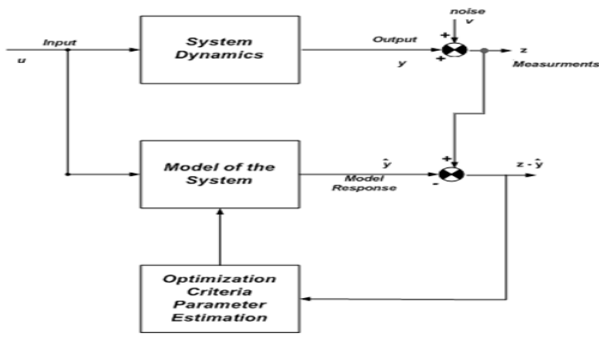 noise
v
Input
u
System
Dynamics
Output
y
+
+
z
Measurments
Model of the
System
ŷ
Model
Response
+
-
z - ŷ
Optimization
Criteria
Parameter
Estimation